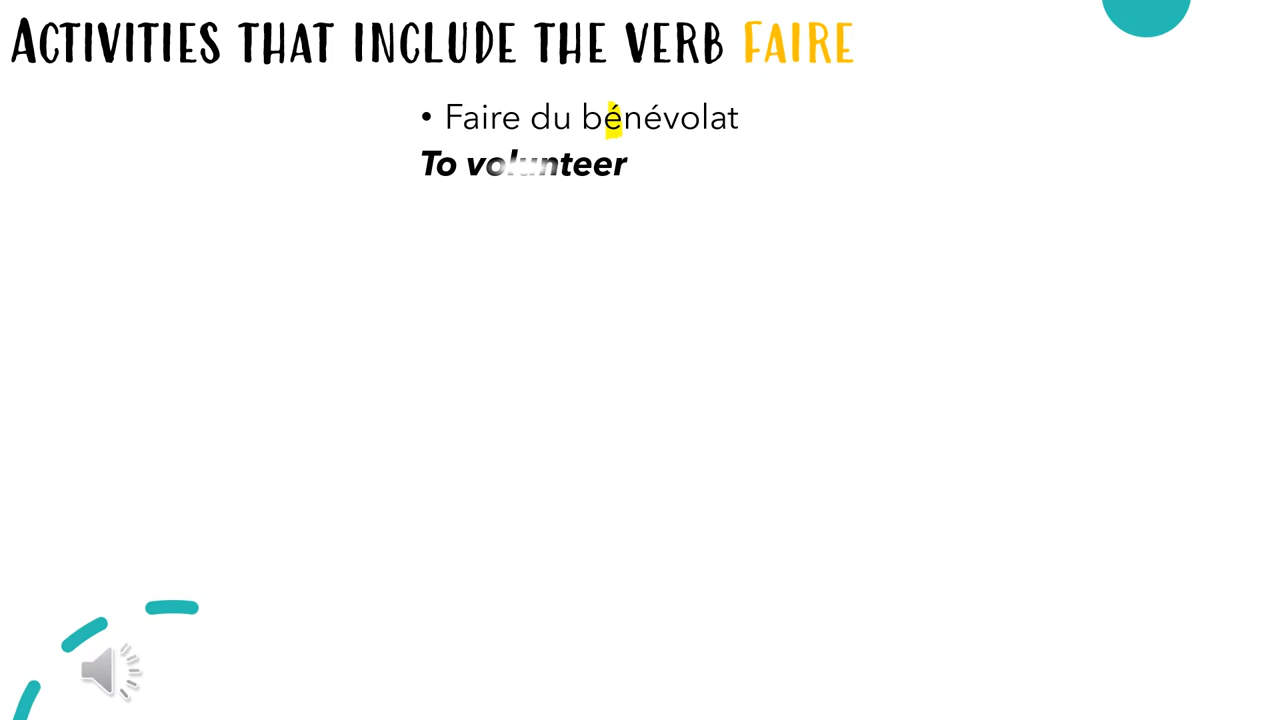 ACTIVITIES THAT INCLUDE THE VERB FAIRE
• Faire du bénévolat
To volunteer